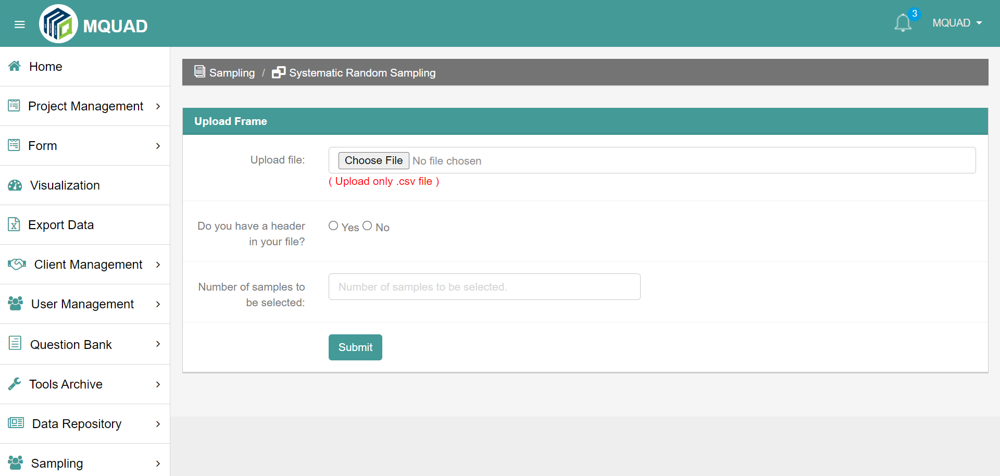 MQUAD
3
MQUAD
Home
Project Management
Form
Visualization
Export Data
Client Management
User Management
Question Bank
Tools Archive
Data Repository
Sampling
Sampling / Systematic Random Sampling
Upload Frame
Upload file:
Choose File No file chosen
( Upload only .csv file )
Do you have a header
in your file?
Yes No
Number of samples to
be selected:
Number of samples to be selected.
Submit